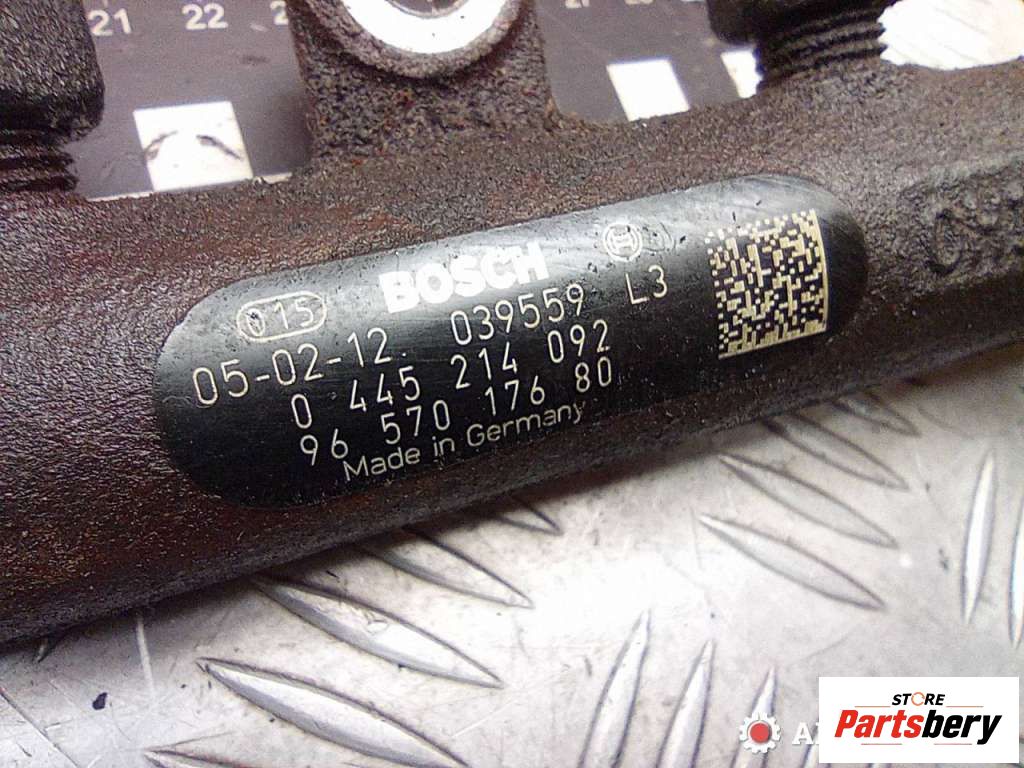 21 22 27
BOSCH
015
05-02-12 039559 L3
0 445 214 092
96 570 176 80
Made in Germany
STORE
Partsbery